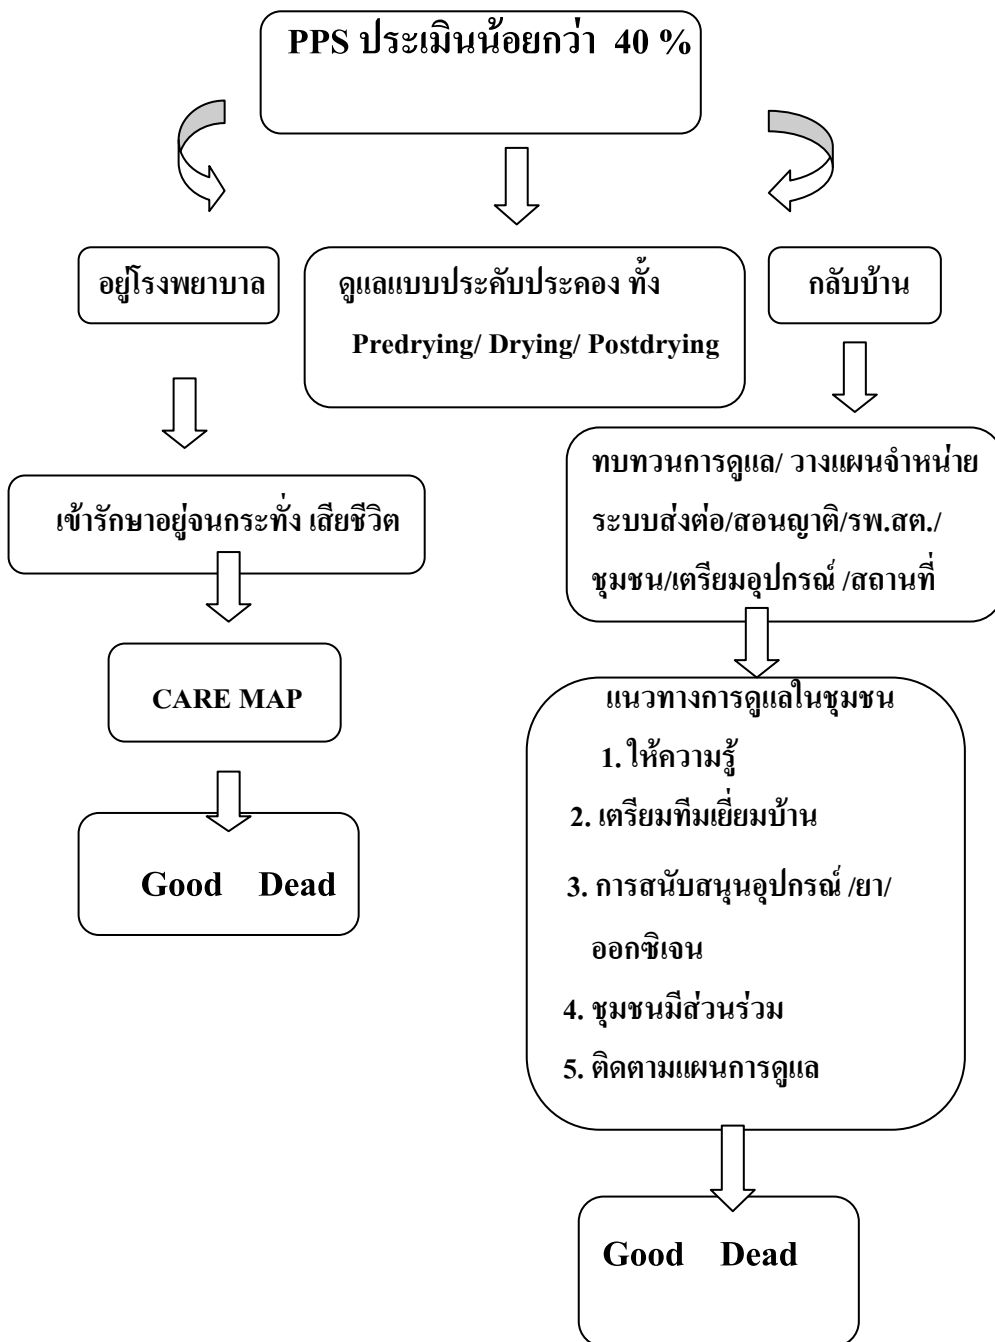 PPS ประเมินน้อยกว่า 40 %
อยู่โรงพยาบาล
ดูแลแบบประคับประคอง ทั้ง
Predrying/ Drying/ Postdrying
กลับบ้าน
เข้ารักษาอยู่จนกระทั่ง เสียชีวิต
CARE MAP
Good Dead
ทบทวนการดูแล/ วางแผนจำหน่าย
ระบบส่งต่อ/สอนญาติ/รพ.สต./
ชุมชน/เตรียมอุปกรณ์ /สถานที่
แนวทางการดูแลในชุมชน
1. ให้ความรู้
2. เตรียมทีมเยี่ยมบ้าน
3. การสนับสนุนอุปกรณ์ /ยา/
ออกซิเจน
4. ชุมชนมีส่วนร่วม
5. ติดตามแผนการดูแล
Good Dead